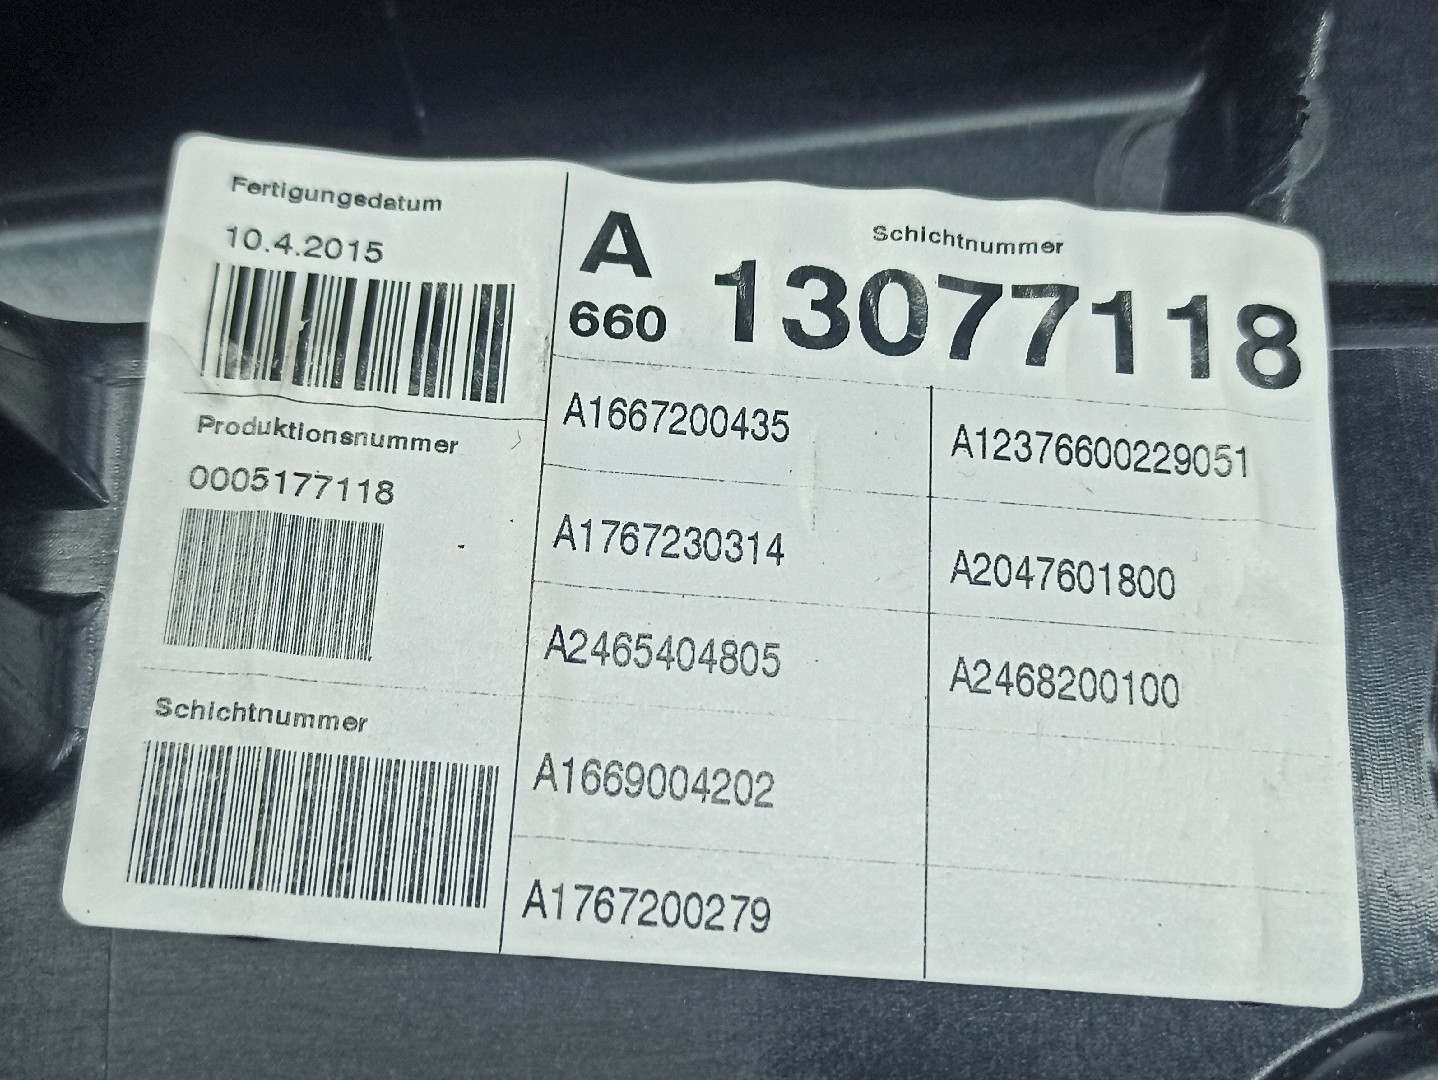 Fertigungsdatum
10.4.2015
Produktionsnummer
0005177118
Schichtnummer
A
660
Schichtnummer
13077118
A1667200435
A1767230314
A2465404805
A1669004202
A1767200279
A12376600229051
A2047601800
A2468200100